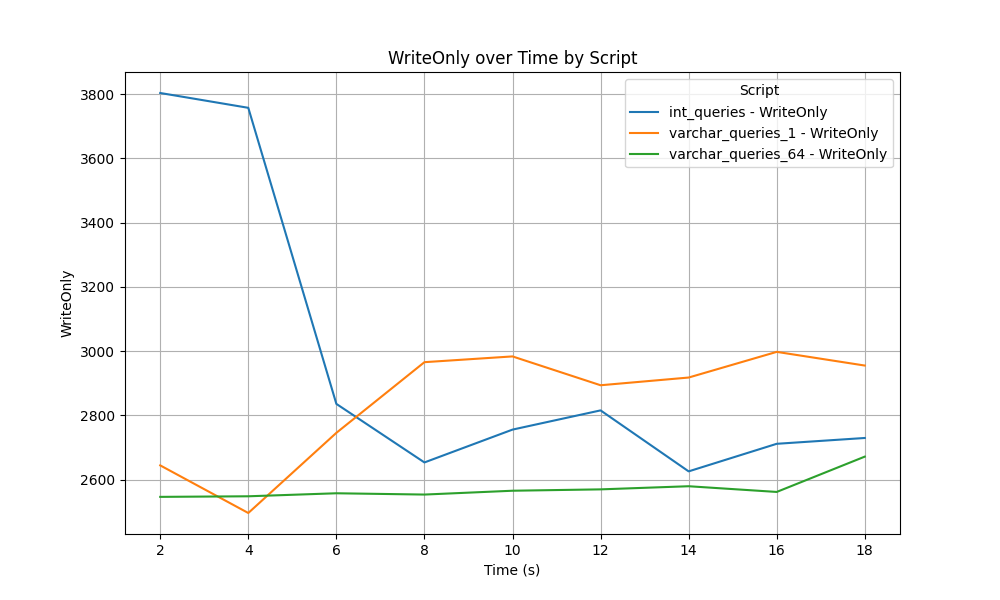 WriteOnly over Time by Script
Script
int_queries - WriteOnly
varchar_queries_1 - WriteOnly
varchar_queries_64 - WriteOnly
WriteOnly
3800
3600
3400
3200
3000
2800
2600
2 4 6 8 10 12 14 16 18
Time (s)